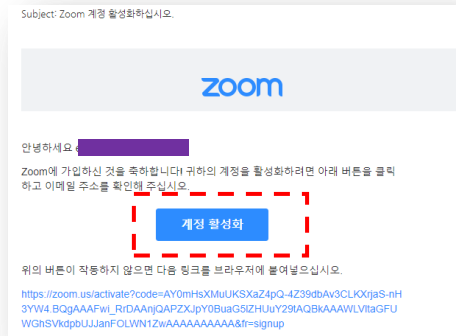 Subject: Zoom 계정 활성화하십시오.
zoom
안녕하세요
Zoom에 가입하신 것을 축하합니다! 귀하의 계정을 활성화하려면 아래 버튼을 클릭
하고 이메일 주소를 확인해 주십시오.
계정 활성화
위의 버튼이 작동하지 않으면 다음 링크를 브라우저에 붙여넣으십시오.
https://zoom.us/activate?code=AY0mHsXMuUKSXaZ4pQ-4Z39dbAv3CLKXrjaS-nH
3YW4.BQgAAAFwi_RrDAAnjQAPZXJpY0BuaG5lZHUuY29tAQBkAAAWLVltaGFU
WGhSVkdpbUJJanFOLWN1ZwAAAAAAAAAA&fr=signup